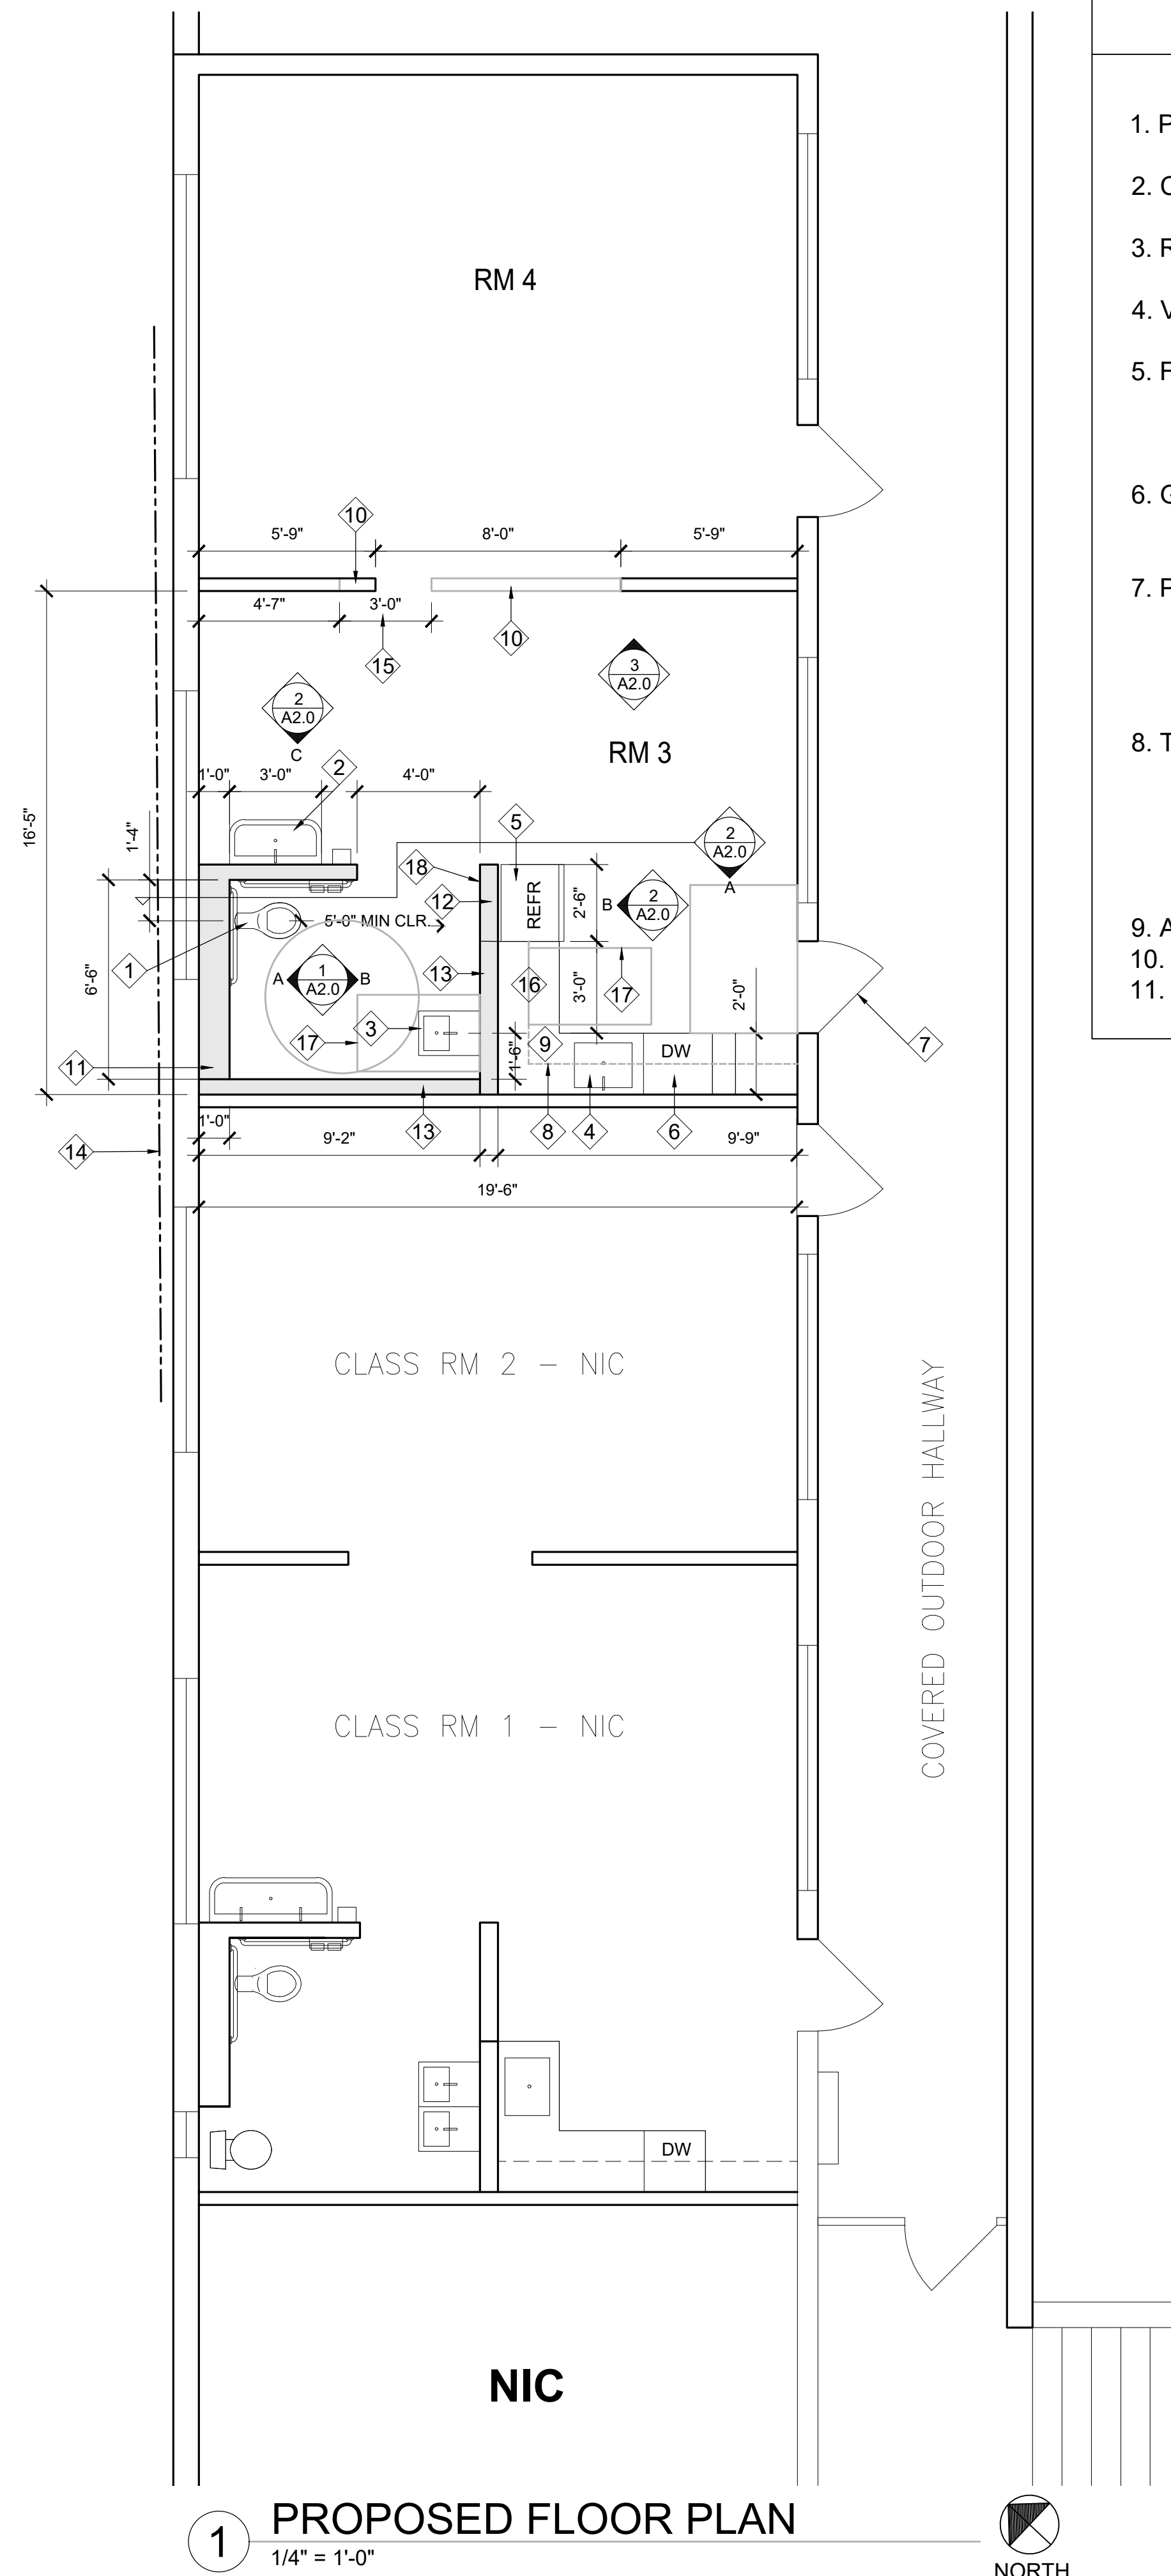 1. P
2. C
3. R
4. V
5. F
6. G
7. P
8. T
9. A
10.
11.
RM 4
10
5'-9"
8'-0"
5'-9"
4'-7"
3'-0"
10
15
3
A2.0
2
A2.0
C
RM 3
16'-5"
1'-0"
3'-0"
2
4'-0"
1'-4"
5
2
A2.0
A
18
12
REFR
2'-6"
B
2
A2.0
5'-0" MIN CLR.
1
6'-6"
A
1
A2.0
B
13
16
3'-0"
17
2'-0"
17
3
1'-6"
9
DW
7
11
1'-0"
9'-2"
13
8
4
6
9'-9"
14
19'-6"
CLASS RM 2 - NIC
COVERED OUTDOOR HALLWAY
CLASS RM 1 - NIC
DW
NIC
1
PROPOSED FLOOR PLAN
1/4" = 1'-0"
NORTH